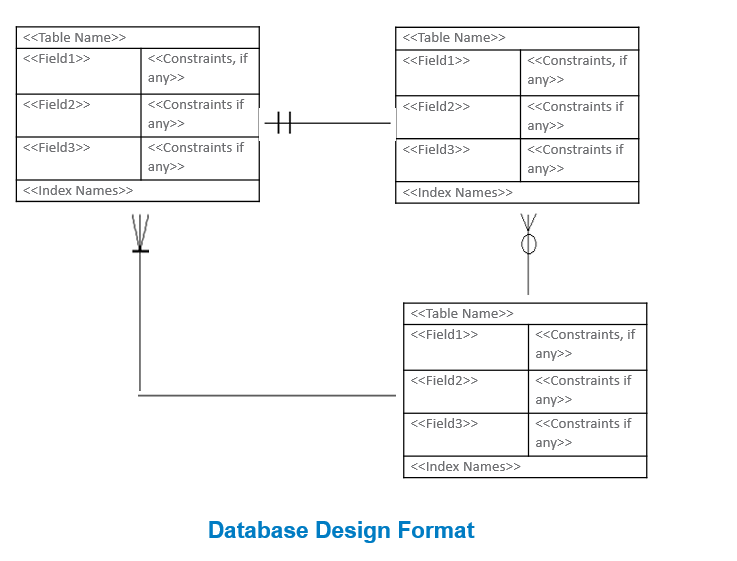 <<Table Name>>
<<Field1>>
<<Constraints, if
any>>
<<Field2>>
<<Constraints if
any>>
<<Field3>>
<<Constraints if
any>>
<<Index Names>>
<<Table Name>>
<<Field1>>
<<Constraints, if
any>>
<<Field2>>
<<Constraints if
any>>
<<Field3>>
<<Constraints if
any>>
<<Index Names>>
<<Table Name>>
<<Field1>>
<<Constraints, if
any>>
<<Field2>>
<<Constraints if
any>>
<<Field3>>
<<Constraints if
any>>
<<Index Names>>
Database Design Format